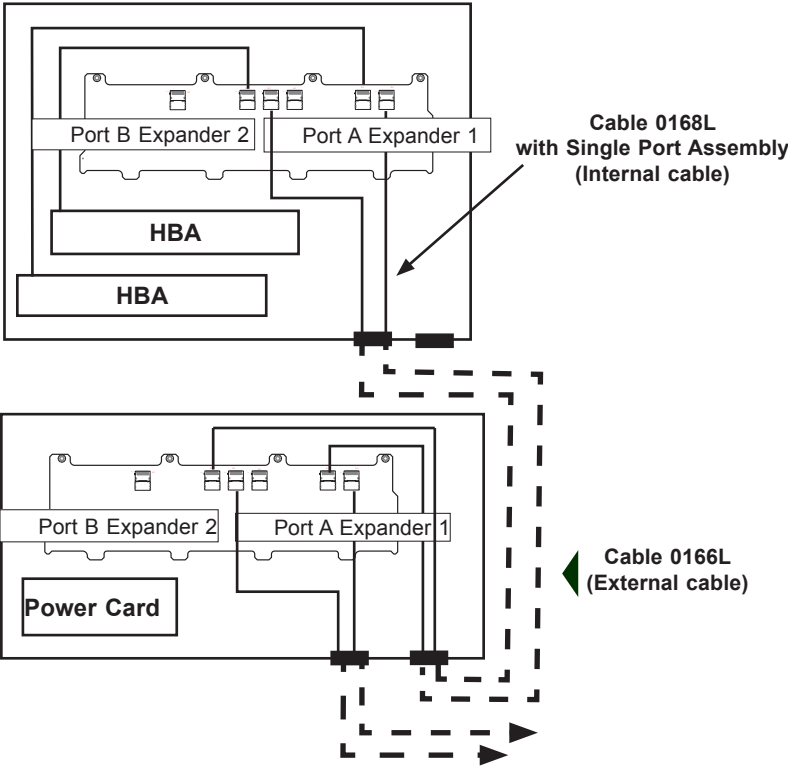 Port B Expander 2
Port A Expander 1
Cable 0168L
with Single Port Assembly
(Internal cable)
HBA
HBA
Port B Expander 2
Port A Expander 1
Cable 0166L
(External cable)
Power Card